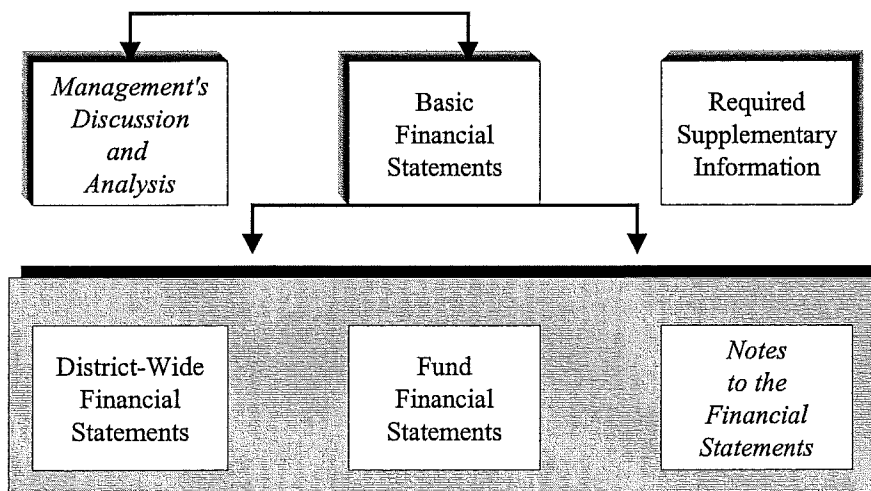 Management's
Discussion
and
Analysis
Basic
Financial
Statements
Required
Supplementary
Information
District-Wide
Financial
Statements
Fund
Financial
Statements
Notes
to the
Financial
Statements